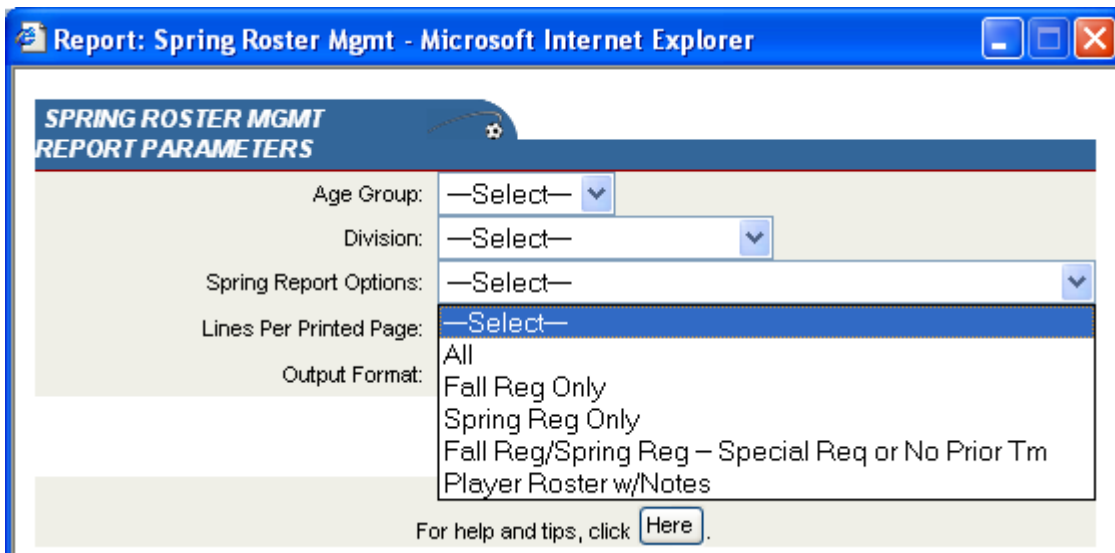 Report: Spring Roster Mgmt - Microsoft Internet Explorer
SPRING ROSTER MGMT
REPORT PARAMETERS
Age Group: —Select—
Division: —Select—
Spring Report Options: —Select—
Lines Per Printed Page:
Output Format:
—Select—
All
Fall Reg Only
Spring Reg Only
Fall Reg/Spring Reg – Special Req or No Prior Tm
Player Roster w/Notes
For help and tips, click Here.